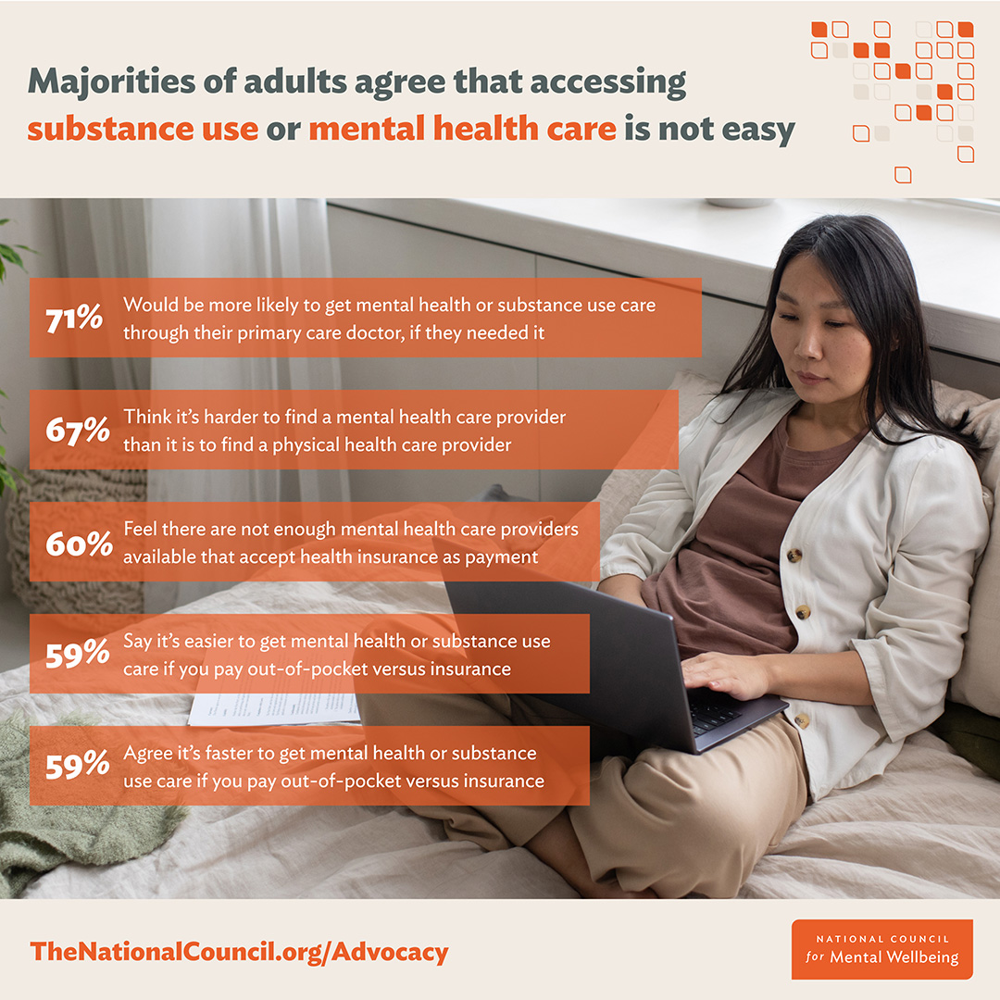 Majorities of adults agree that accessing
substance use or mental health care is not easy
71%
Would be more likely to get mental health or substance use care
through their primary care doctor, if they needed it
67%
Think it’s harder to find a mental health care provider
than it is to find a physical health care provider
60%
Feel there are not enough mental health care providers
available that accept health insurance as payment
59%
Say it’s easier to get mental health or substance use
care if you pay out-of-pocket versus insurance
59%
Agree it’s faster to get mental health or substance
use care if you pay out-of-pocket versus insurance
TheNationalCouncil.org/Advocacy
NATIONAL COUNCIL
for Mental Wellbeing